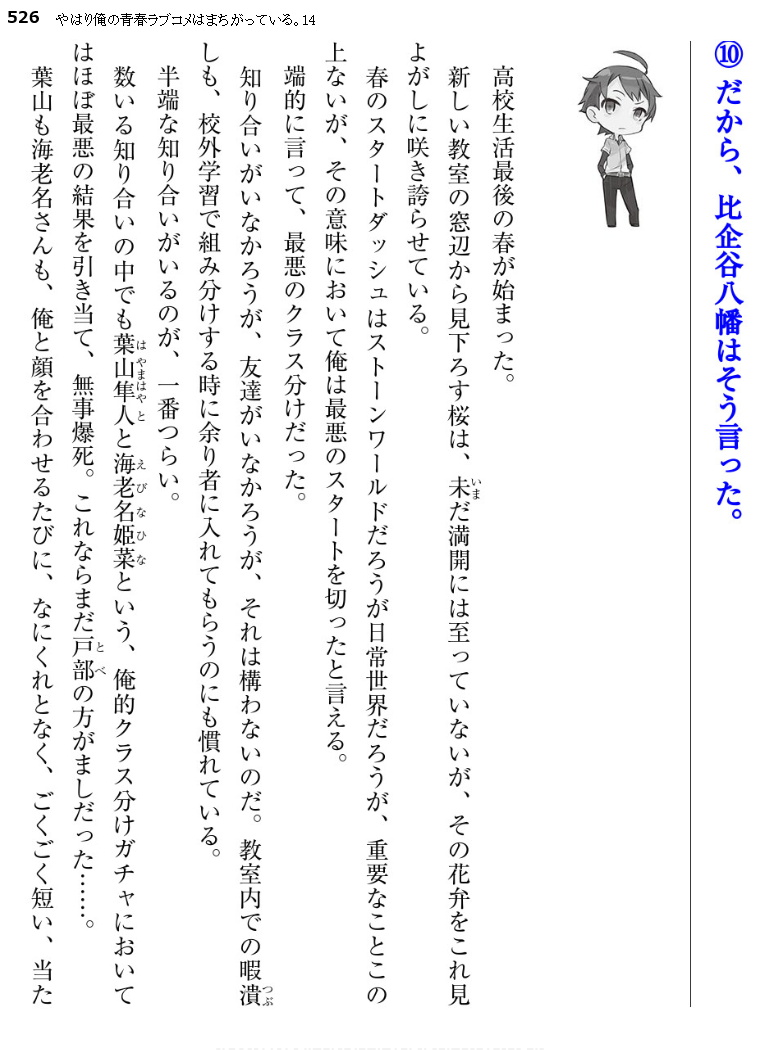 526 やはり俺の青春ラブコメはまちがっている。14
⑩ だから、比企谷八幡はそう言った。
高校生活最後の春が始まった。
新しい教室の窓辺から見下ろす桜は、未だ満開には至っていないが、その花弁をこれ見
よがしに咲き誇らせている。
春のスタートダッシュはストーンワールドだろうが日常世界だろうが、重要なことこの
上ないが、その意味において俺は最悪のスタートを切ったと言える。
端的に言って、最悪のクラス分けだった。
知り合いがいなかろうが、友達がいなかろうが、それは構わないのだ。教室内での暇潰
しも、校外学習で組み分けする時に余り者に入れてもらうのにも慣れている。
半端な知り合いがいるのが、一番つらい。
数いる知り合いの中でも葉山隼人と海老名姫菜という、俺的クラス分けガチャにおいて
はほぼ最悪の結果を引き当て、無事爆死。これならまだ戸部の方がましだった……。
葉山も海老名さんも、俺と顔を合わせるたびに、なにくれとなく、ごくごく短い、当た